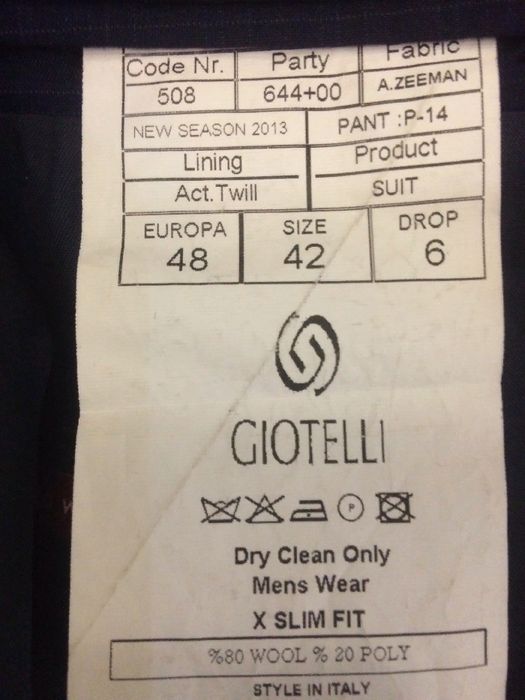 Code Nr. Party Fabric
508 644+00 A.ZEEMAN
NEW SEASON 2013 PANT :P-14
Lining Product
Act.Twill SUIT
EUROPA SIZE DROP
48 42 6
GIOTELLI
P
Dry Clean Only
Mens Wear
X SLIM FIT
%80 WOOL % 20 POLY
STYLE IN ITALY